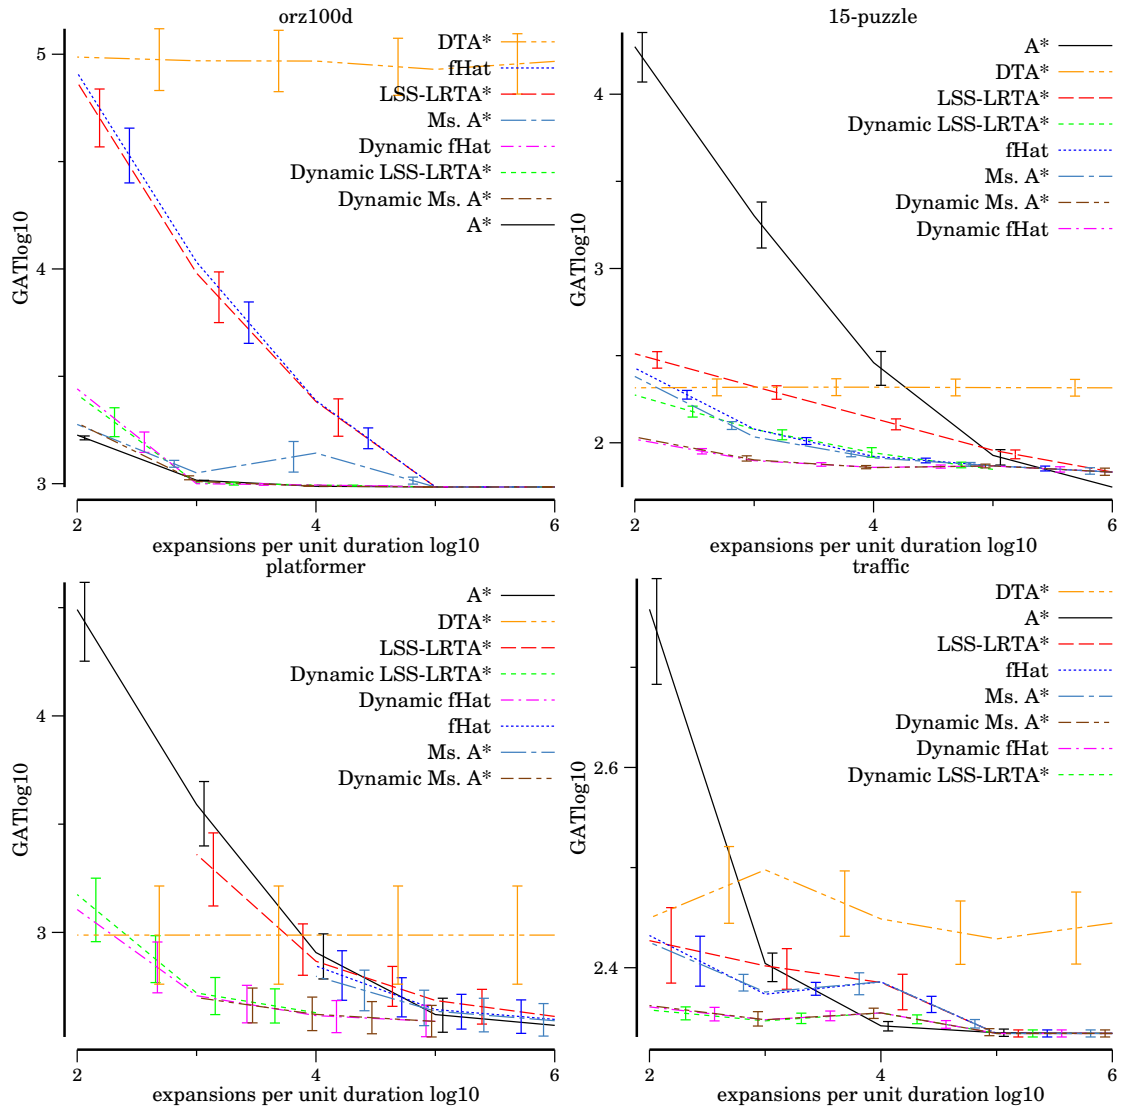 orz100d
GATlog10
5
4
3
DTA*
fHat
LSS-LRTA*
Ms. A*
Dynamic fHat
Dynamic LSS-LRTA*
Dynamic Ms. A*
A*
2
4
6
expansions per unit duration log10
15-puzzle
GATlog10
4
3
2
A*
DTA*
LSS-LRTA*
Dynamic LSS-LRTA*
fHat
Ms. A*
Dynamic Ms. A*
Dynamic fHat
2
4
6
expansions per unit duration log10
platformer
GATlog10
4
3
A*
DTA*
LSS-LRTA*
Dynamic LSS-LRTA*
Dynamic fHat
fHat
Ms. A*
Dynamic Ms. A*
2
4
6
expansions per unit duration log10
traffic
GATlog10
2.6
2.4
DTA*
A*
LSS-LRTA*
fHat
Ms. A*
Dynamic Ms. A*
Dynamic fHat
Dynamic LSS-LRTA*
2
4
6
expansions per unit duration log10